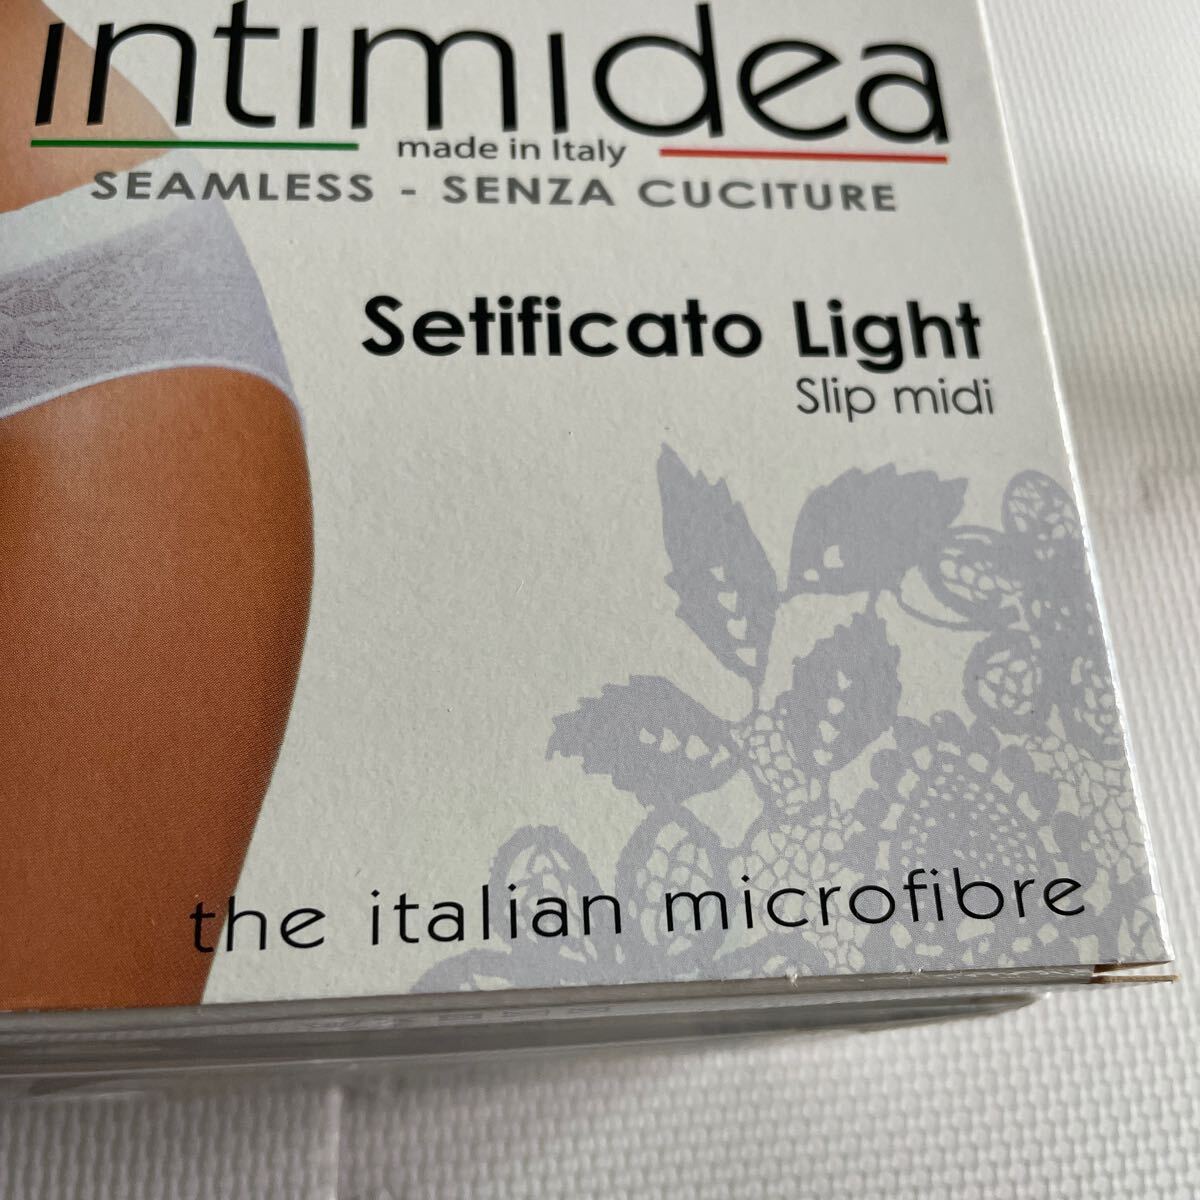 intimidea
made in Italy
SEAMLESS - SENZA CUCITURE
Setificato Light
Slip midi
the italian microfibre